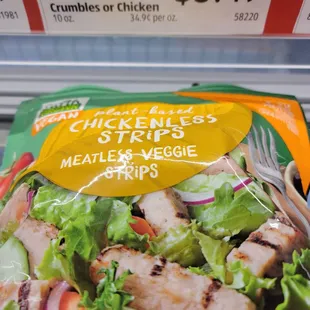 Crumbles or Chicken
10 oz.
34.9¢ per oz.
58220
1981
VEGAN
plant based
CHICKENLESS
STRIPS
MEATLESS VEGGIE
STRIPS